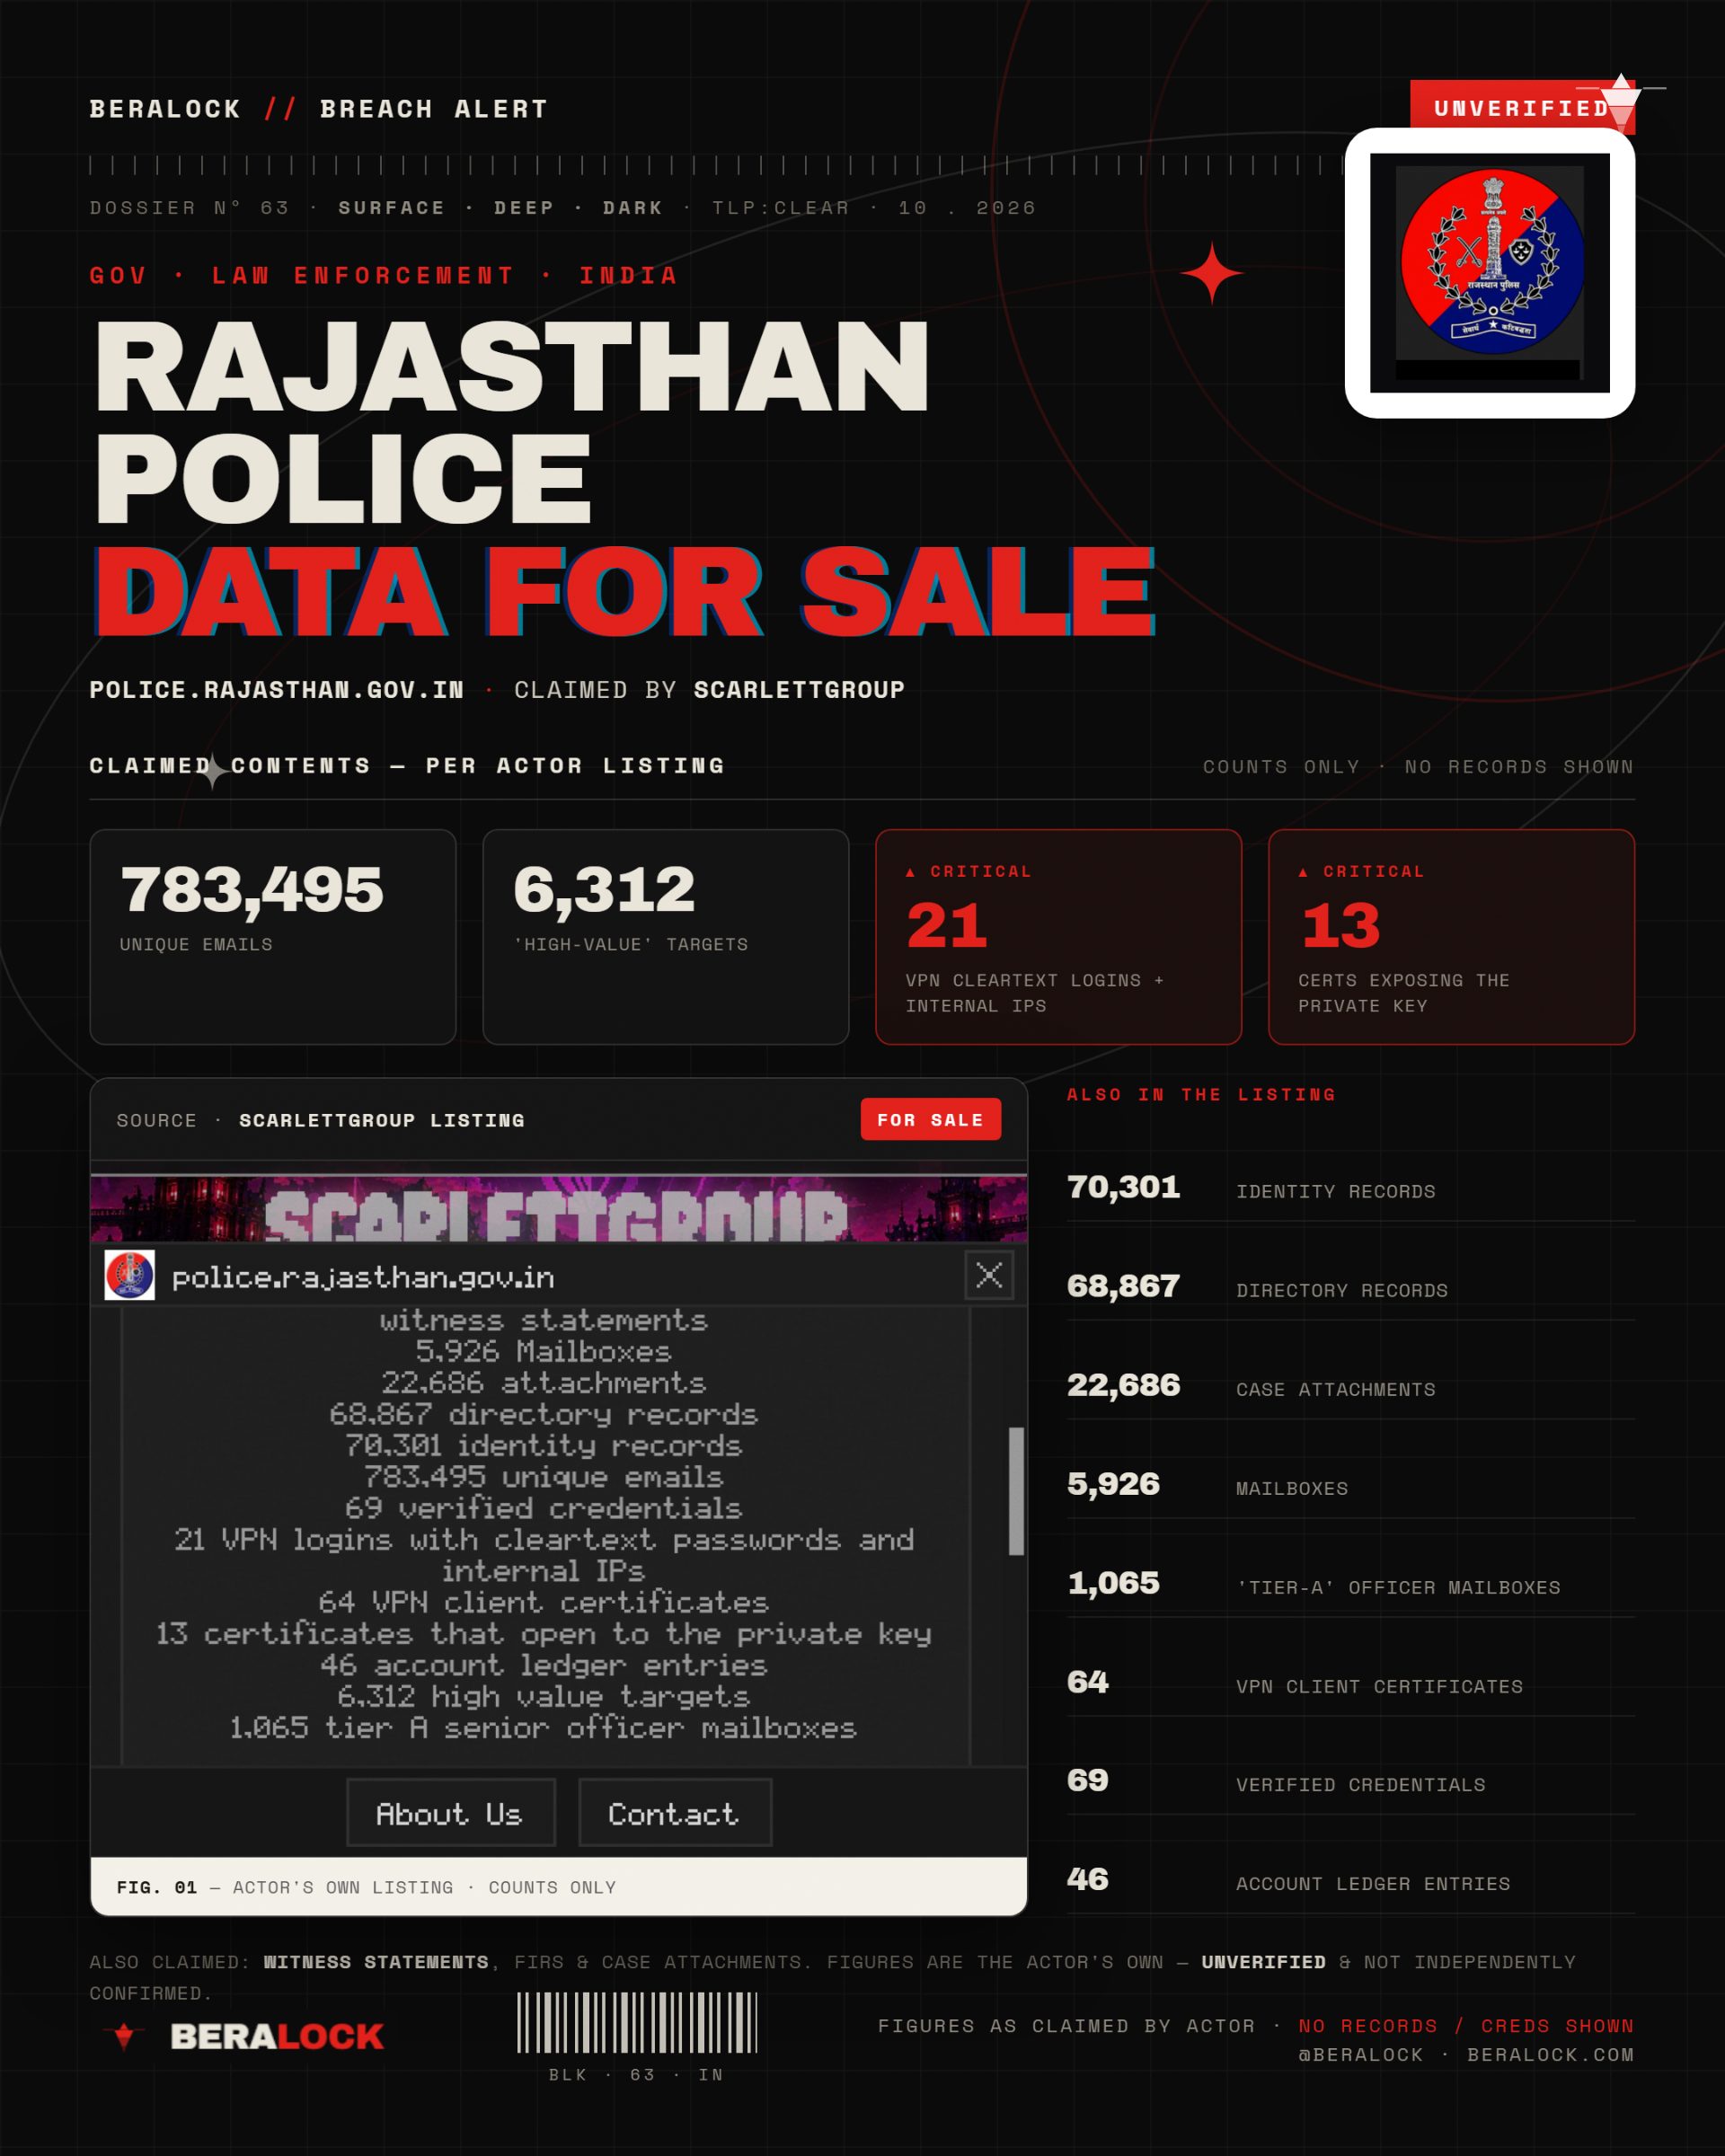 BERALOCK // BREACH ALERT
UNVERIFIED
DOSSIER N° 63 · SURFACE · DEEP · DARK · TLP:CLEAR · 10 . 2026
राजस्थान पुलिस
सेवार्थ ★ कटिबद्धता
GOV · LAW ENFORCEMENT · INDIA
RAJASTHAN
POLICE
DATA FOR SALE
POLICE.RAJASTHAN.GOV.IN · CLAIMED BY SCARLETTGROUP
CLAIMED CONTENTS — PER ACTOR LISTING
COUNTS ONLY · NO RECORDS SHOWN
783,495
UNIQUE EMAILS
6,312
'HIGH-VALUE' TARGETS
▲ CRITICAL
21
VPN CLEARTEXT LOGINS +
INTERNAL IPS
▲ CRITICAL
13
CERTS EXPOSING THE
PRIVATE KEY
SOURCE · SCARLETTGROUP LISTING
FOR SALE
SCARLETTGROUP
police.rajasthan.gov.in
witness statements
5,926 Mailboxes
22,686 attachments
68,867 directory records
70,301 identity records
783,495 unique emails
69 verified credentials
21 VPN logins with cleartext passwords and
internal IPs
64 VPN client certificates
13 certificates that open to the private key
46 account ledger entries
6,312 high value targets
1,065 tier A senior officer mailboxes
About Us
Contact
FIG. 01 — ACTOR'S OWN LISTING · COUNTS ONLY
ALSO IN THE LISTING
70,301 IDENTITY RECORDS
68,867 DIRECTORY RECORDS
22,686 CASE ATTACHMENTS
5,926 MAILBOXES
1,065 'TIER-A' OFFICER MAILBOXES
64 VPN CLIENT CERTIFICATES
69 VERIFIED CREDENTIALS
46 ACCOUNT LEDGER ENTRIES
ALSO CLAIMED: WITNESS STATEMENTS, FIRS & CASE ATTACHMENTS. FIGURES ARE THE ACTOR'S OWN — UNVERIFIED & NOT INDEPENDENTLY
CONFIRMED.
BERALOCK
BLK · 63 · IN
FIGURES AS CLAIMED BY ACTOR · NO RECORDS / CREDS SHOWN
@BERALOCK · BERALOCK.COM